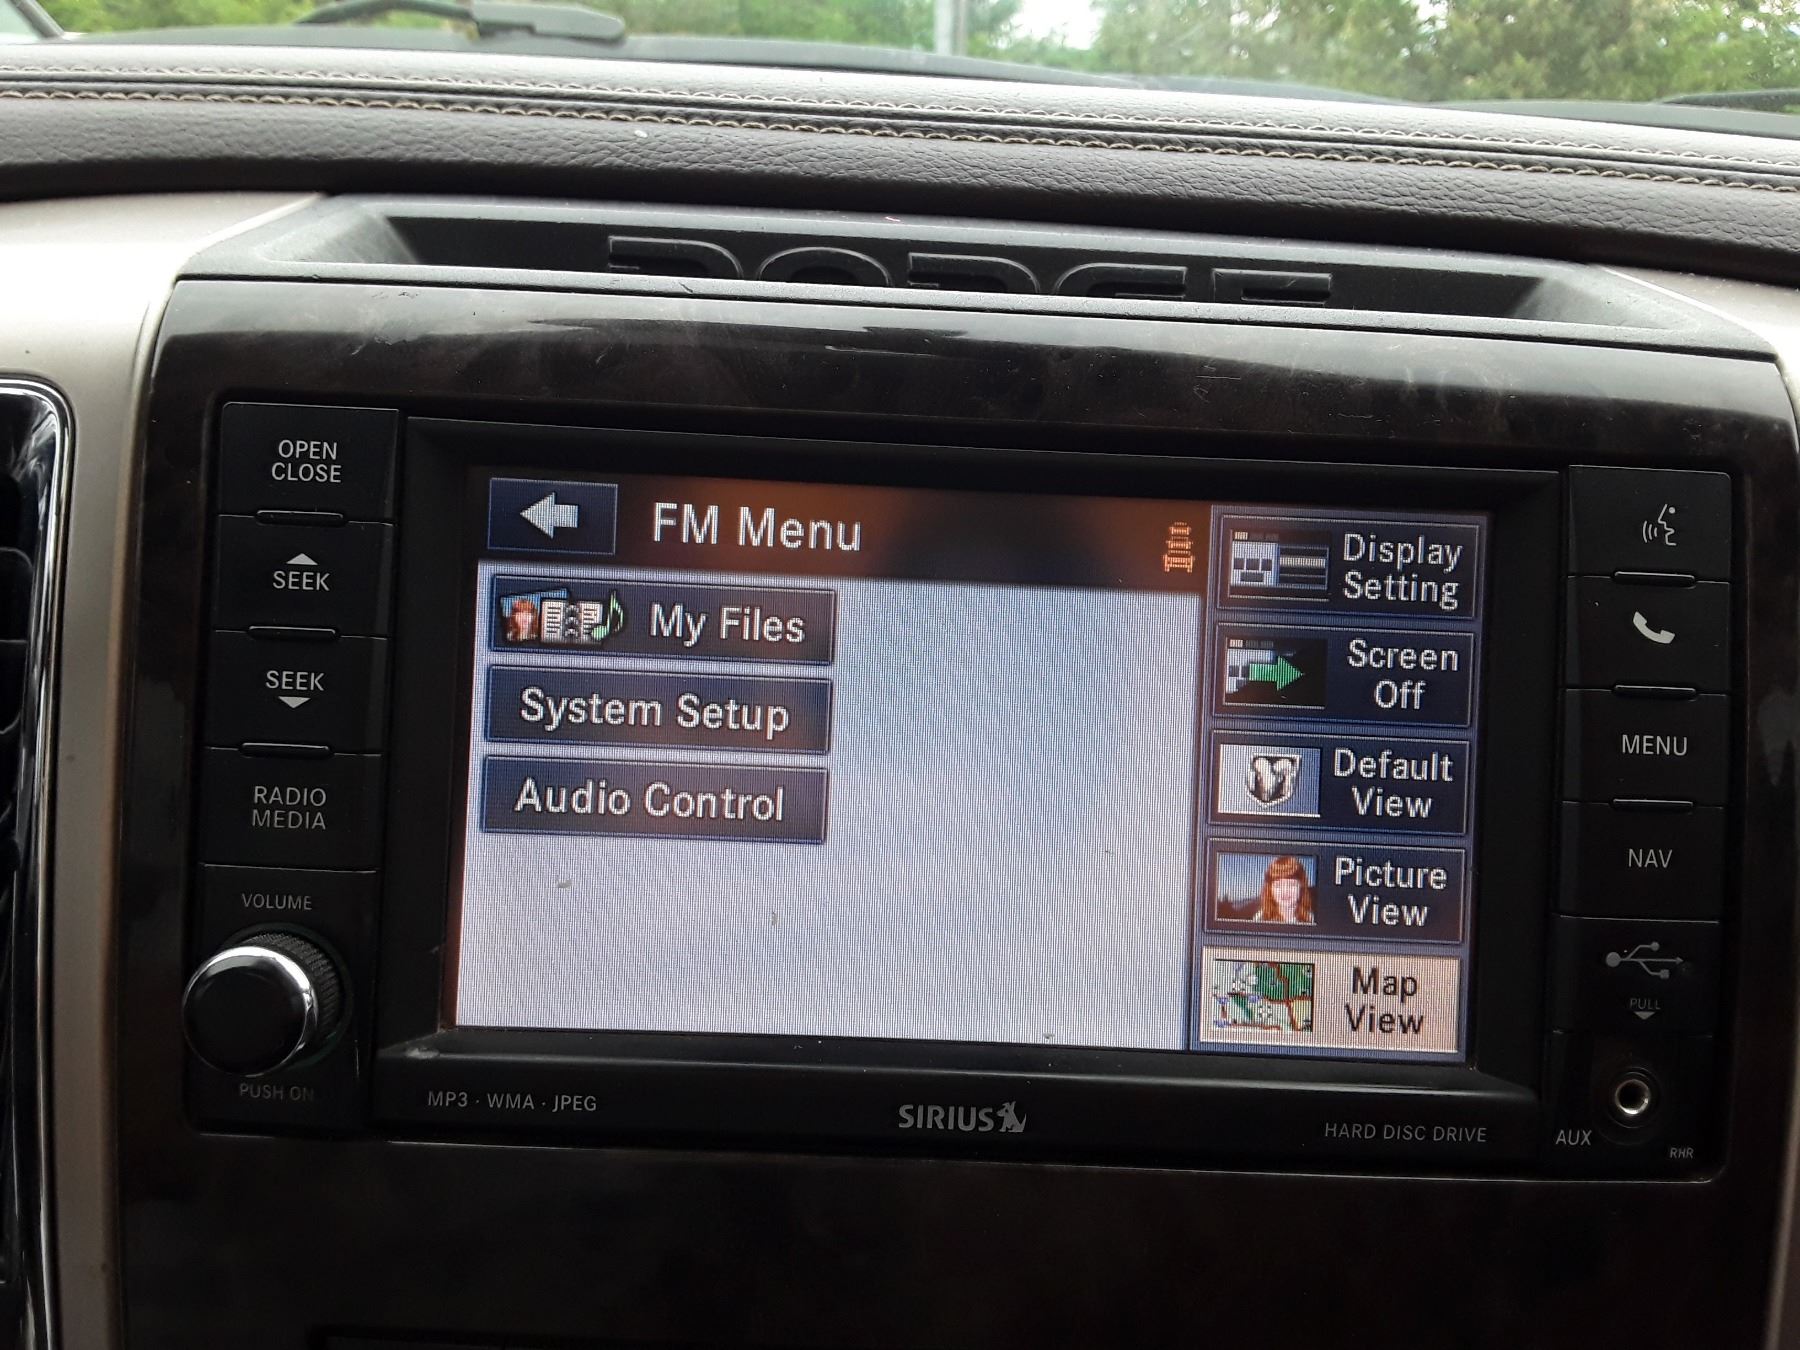 DODGE
OPEN
CLOSE
SEEK
SEEK
RADIO
MEDIA
VOLUME
PUSH ON
FM Menu
My Files
System Setup
Audio Control
Display
Setting
Screen
Off
Default
View
Picture
View
Map
View
MENU
NAV
PULL
AUX
RHR
MP3 · WMA · JPEG
SIRIUS
HARD DISC DRIVE